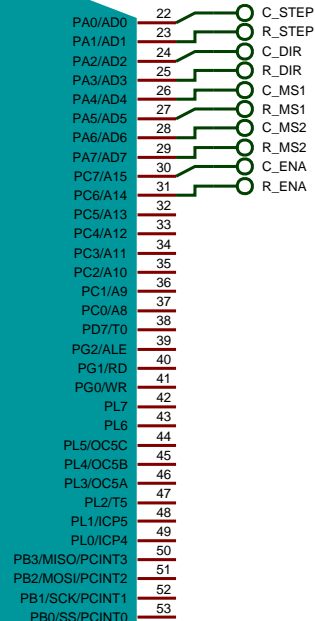 PA0/AD0 22 C_STEP
PA1/AD1 23 R_STEP
PA2/AD2 24 C_DIR
PA3/AD3 25 R_DIR
PA4/AD4 26 C_MS1
PA5/AD5 27 R_MS1
PA6/AD6 28 C_MS2
PA7/AD7 29 R_MS2
PC7/A15 30 C_ENA
PC6/A14 31 R_ENA
PC5/A13 32
PC4/A12 33
PC3/A11 34
PC2/A10 35
PC1/A9 36
PC0/A8 37
PD7/T0 38
PG2/ALE 39
PG1/RD 40
PG0/WR 41
PL7 42
PL6 43
PL5/OC5C 44
PL4/OC5B 45
PL3/OC5A 46
PL2/T5 47
PL1/ICP5 48
PL0/ICP4 49
PB3/MISO/PCINT3 50
PB2/MOSI/PCINT2 51
PB1/SCK/PCINT1 52
PB0/SS/PCINT0 53